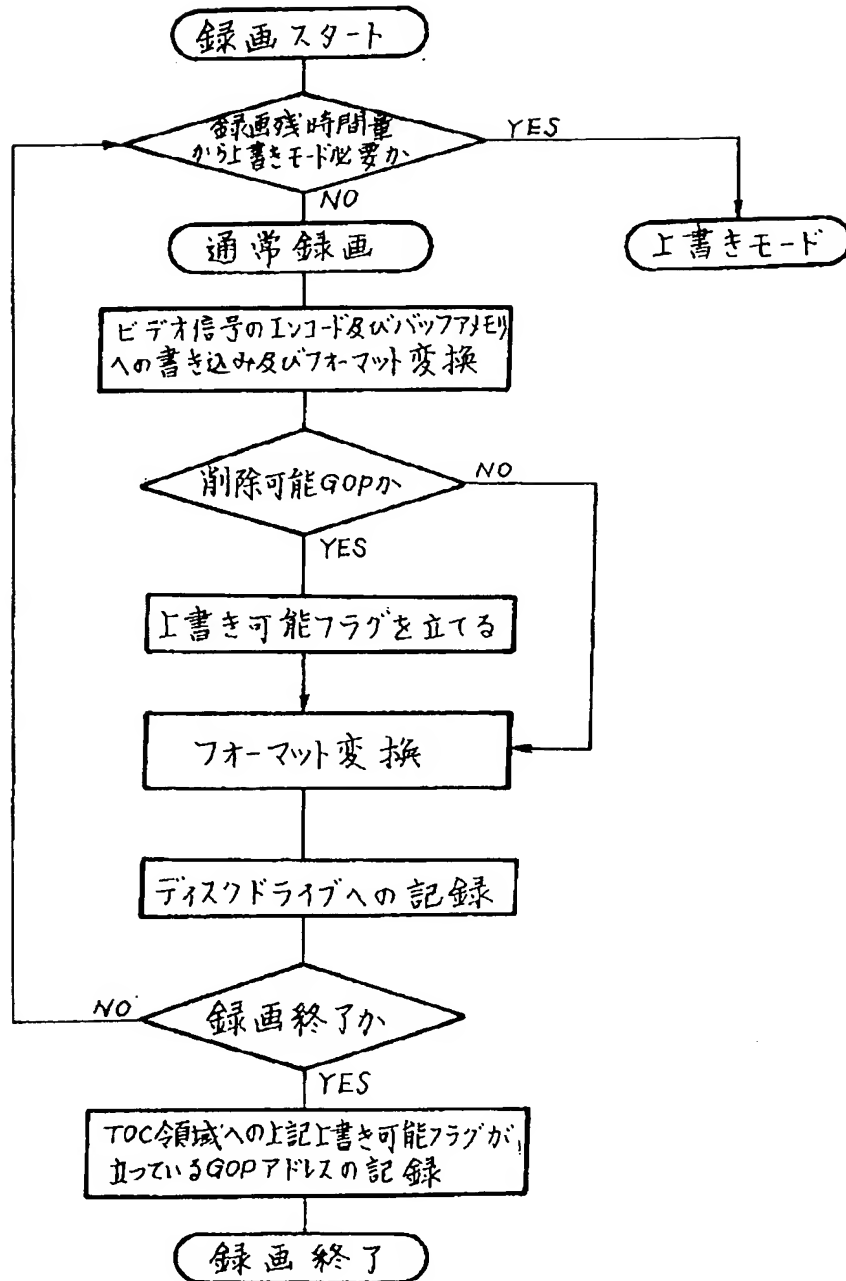 録画スタート
録画残時間量
から上書きモード必要か
YES
NO
通常録画
上書きモード
ビデオ信号のエンコード及びバッファメモリ
への書き込み及びフォーマット変換
削除可能GOPか
NO
YES
上書き可能フラグを立てる
フォーマット変換
ディスクドライブへの記録
録画終了か
NO
YES
TOC領域への上記上書き可能フラグが
立っているGOPアドレスの記録
録画終了